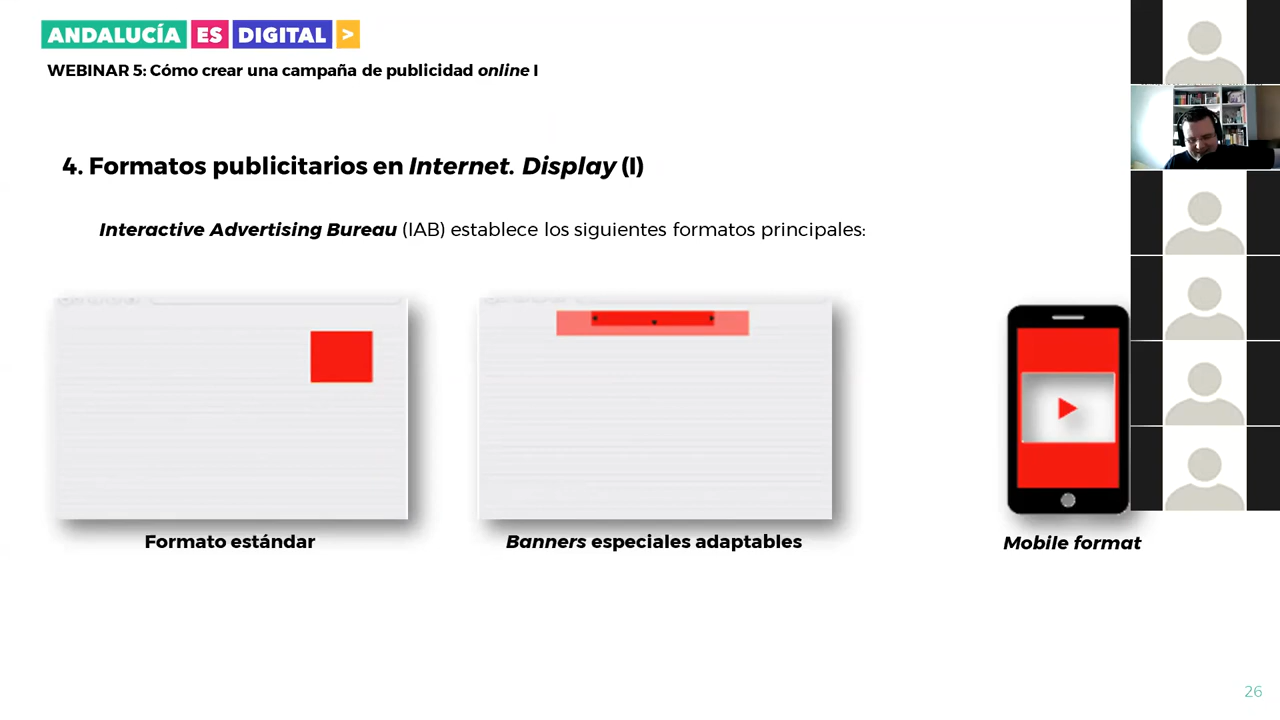 ANDALUCÍA ES DIGITAL >
WEBINAR 5: Cómo crear una campaña de publicidad online I
4. Formatos publicitarios en Internet. Display (I)
Interactive Advertising Bureau (IAB) establece los siguientes formatos principales:
Formato estándar
Banners especiales adaptables
Mobile format
26